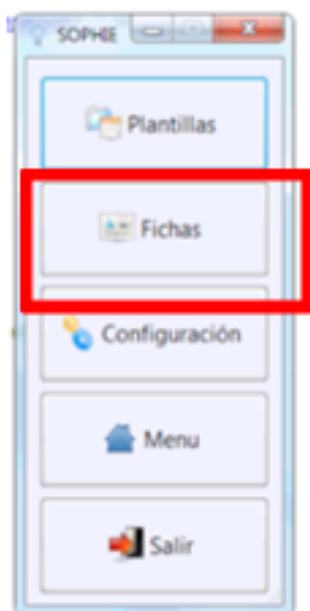 SOPHIE
Plantillas
Fichas
Configuración
Menu
Salir